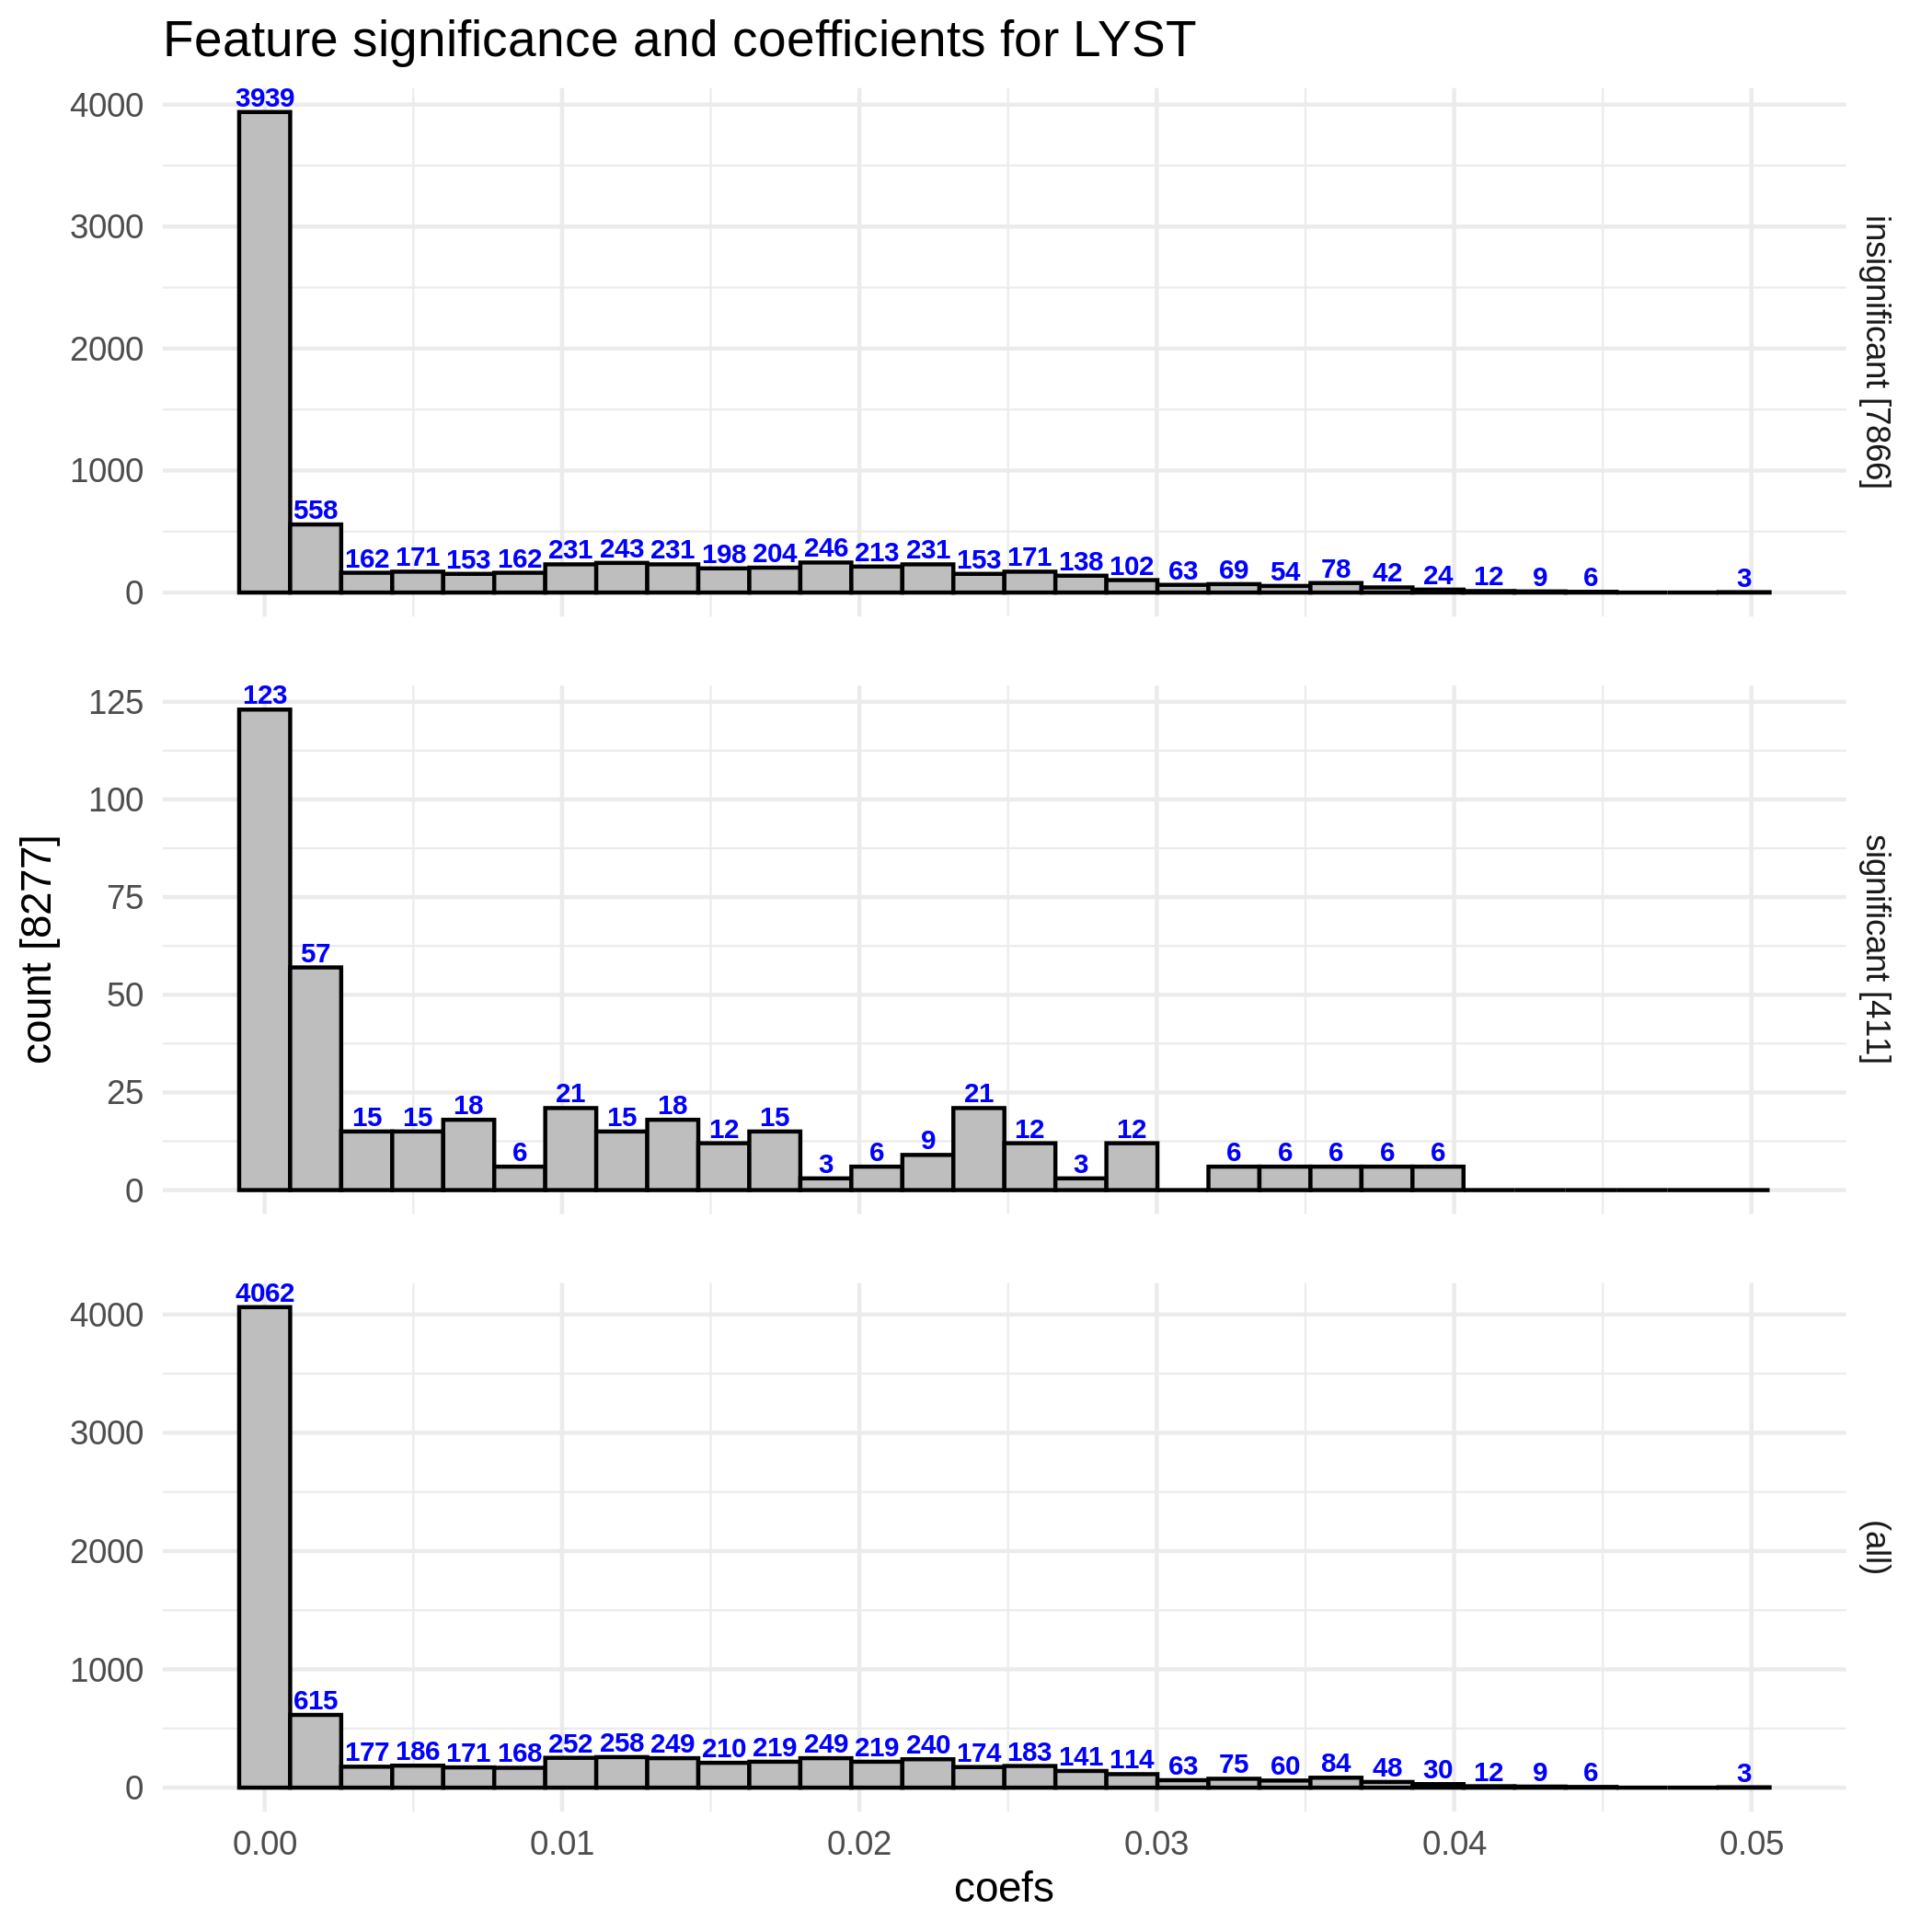 Feature significance and coefficients for LYST
4000
3000
2000
1000
0
3939
558
162 171 153 162 231 243 231 198 204 246 213 231 153 171 138 102 63 69 54 78 42 24 12 9 6 3
insignificant [7866]
125
100
75
50
25
0
123
57
15 15 18 6 21 15 18 12 15 3 6 9 21 12 3 12 6 6 6 6 6
significant [411]
count [8277]
4000
3000
2000
1000
0
4062
615
177 186 171 168 252 258 249 210 219 249 219 240 174 183 141 114 63 75 60 84 48 30 12 9 6 3
(all)
0.00 0.01 0.02 0.03 0.04 0.05
coefs